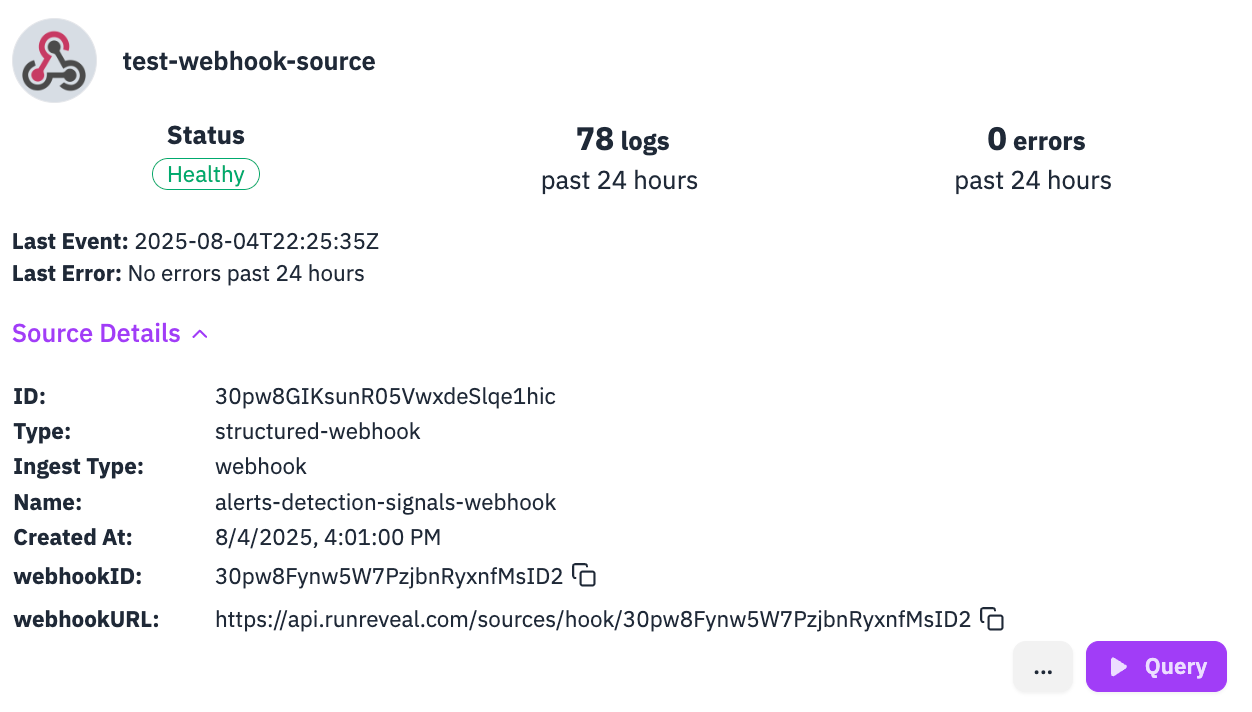 test-webhook-source
Status
Healthy
78 logs
past 24 hours
0 errors
past 24 hours
Last Event: 2025-08-04T22:25:35Z
Last Error: No errors past 24 hours
Source Details
ID: 30pw8GIKsunR05VwxdeSlqe1hic
Type: structured-webhook
Ingest Type: webhook
Name: alerts-detection-signals-webhook
Created At: 8/4/2025, 4:01:00 PM
webhookID: 30pw8Fynw5W7PzjbnRyxnfMsID2
webhookURL: https://api.runreveal.com/sources/hook/30pw8Fynw5W7PzjbnRyxnfMsID2
... Query